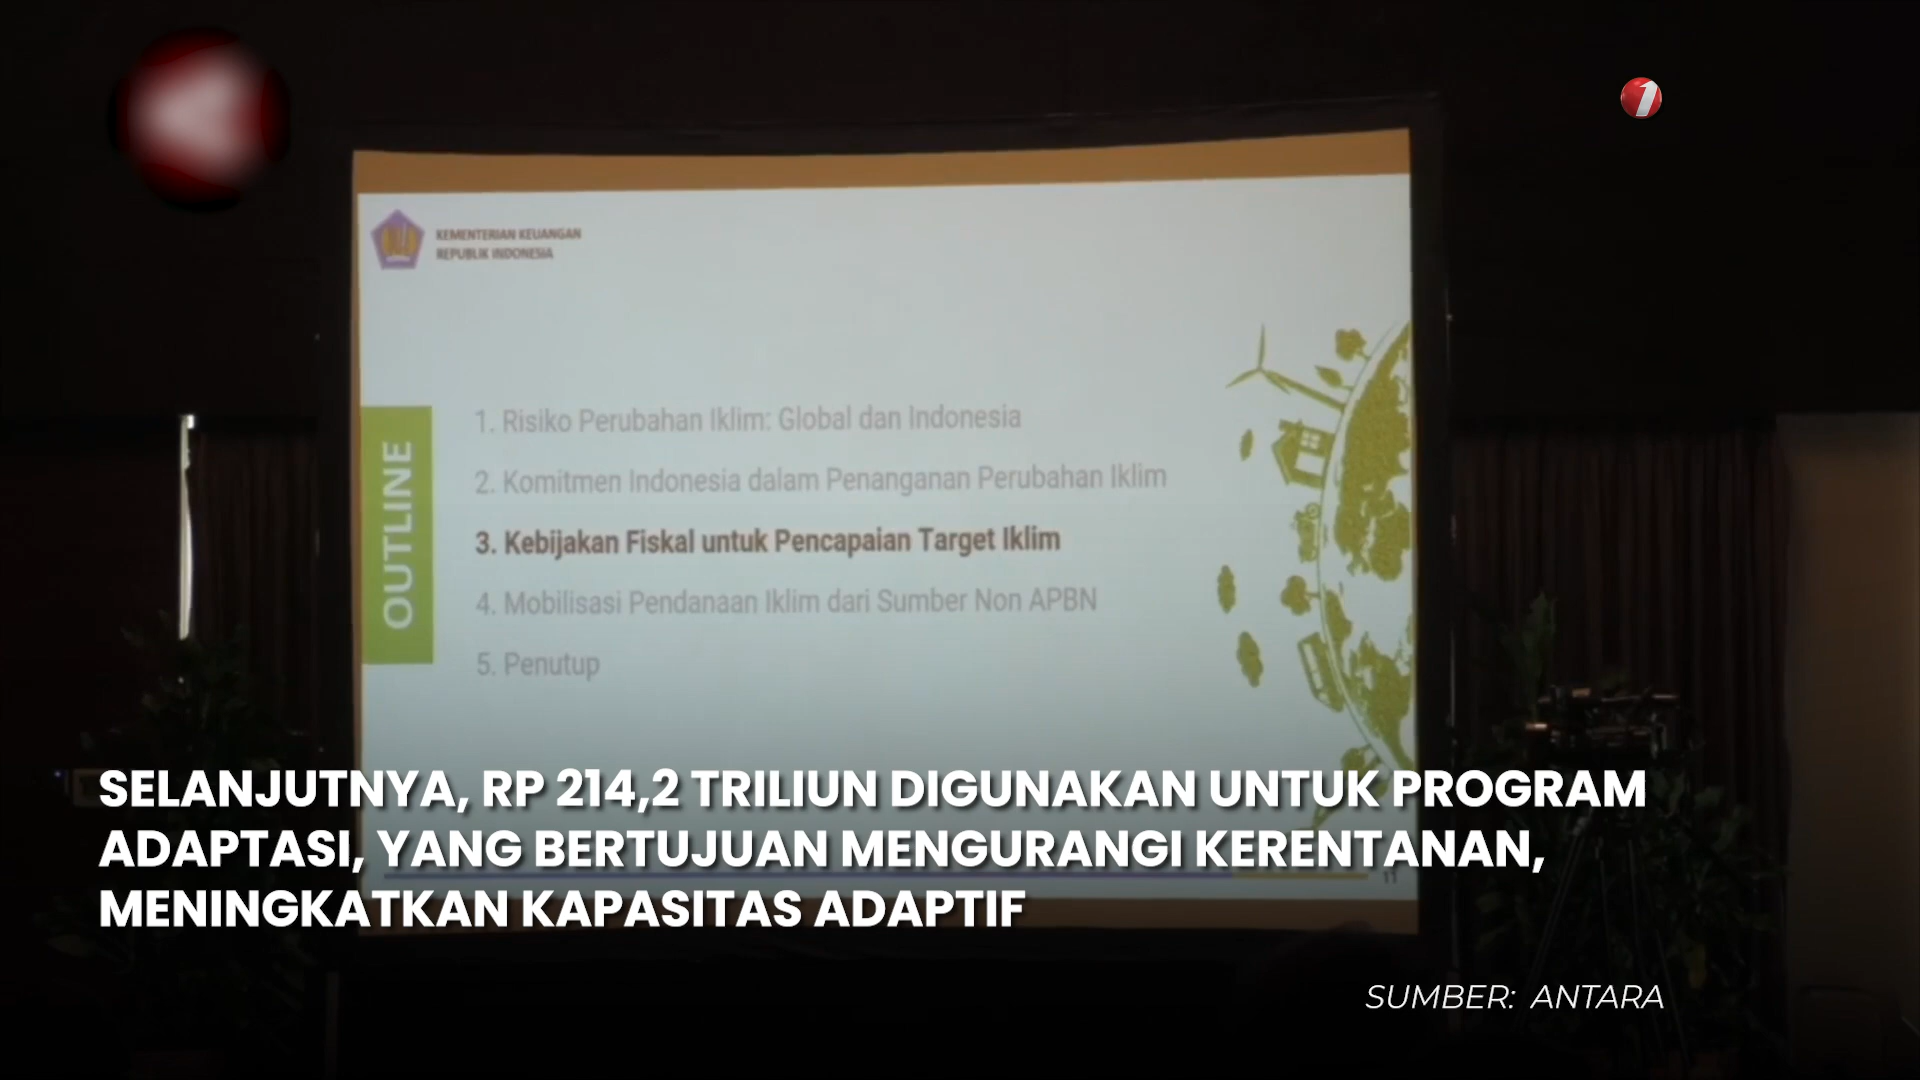 1
KEMENTERIAN KEUANGAN
REPUBLIK INDONESIA
OUTLINE
1. Risiko Perubahan Iklim: Global dan Indonesia
2. Komitmen Indonesia dalam Penanganan Perubahan Iklim
3. Kebijakan Fiskal untuk Pencapaian Target Iklim
4. Mobilisasi Pendanaan Iklim dari Sumber Non APBN
5. Penutup
SELANJUTNYA, RP 214,2 TRILIUN DIGUNAKAN UNTUK PROGRAM
ADAPTASI, YANG BERTUJUAN MENGURANGI KERENTANAN,
MENINGKATKAN KAPASITAS ADAPTIF
SUMBER: ANTARA